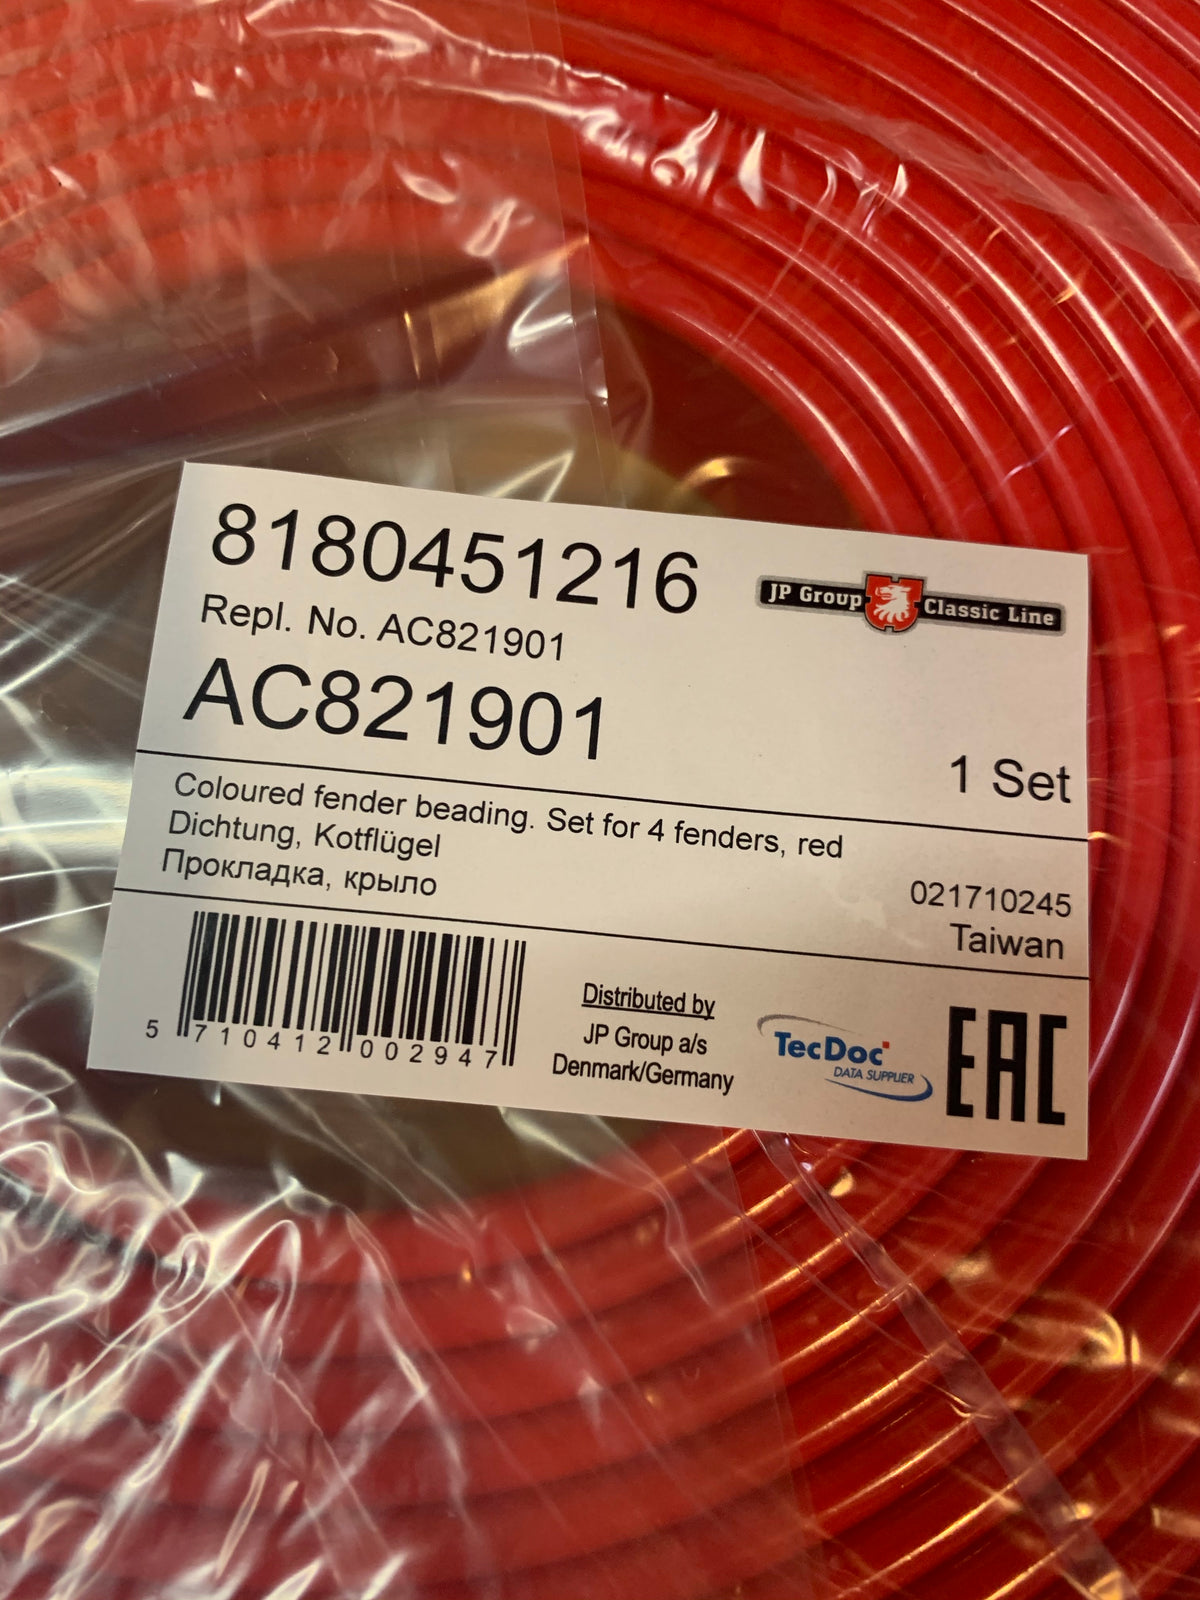 8180451216
JP Group Classic Line
Repl. No. AC821901
AC821901
1 Set
Coloured fender beading. Set for 4 fenders, red
Dichtung, Kotflügel
Прокладка, крыло
021710245
Taiwan
5 710412 002947
Distributed by
JP Group a/s
Denmark/Germany
TecDoc
DATA SUPPLIER
EAC